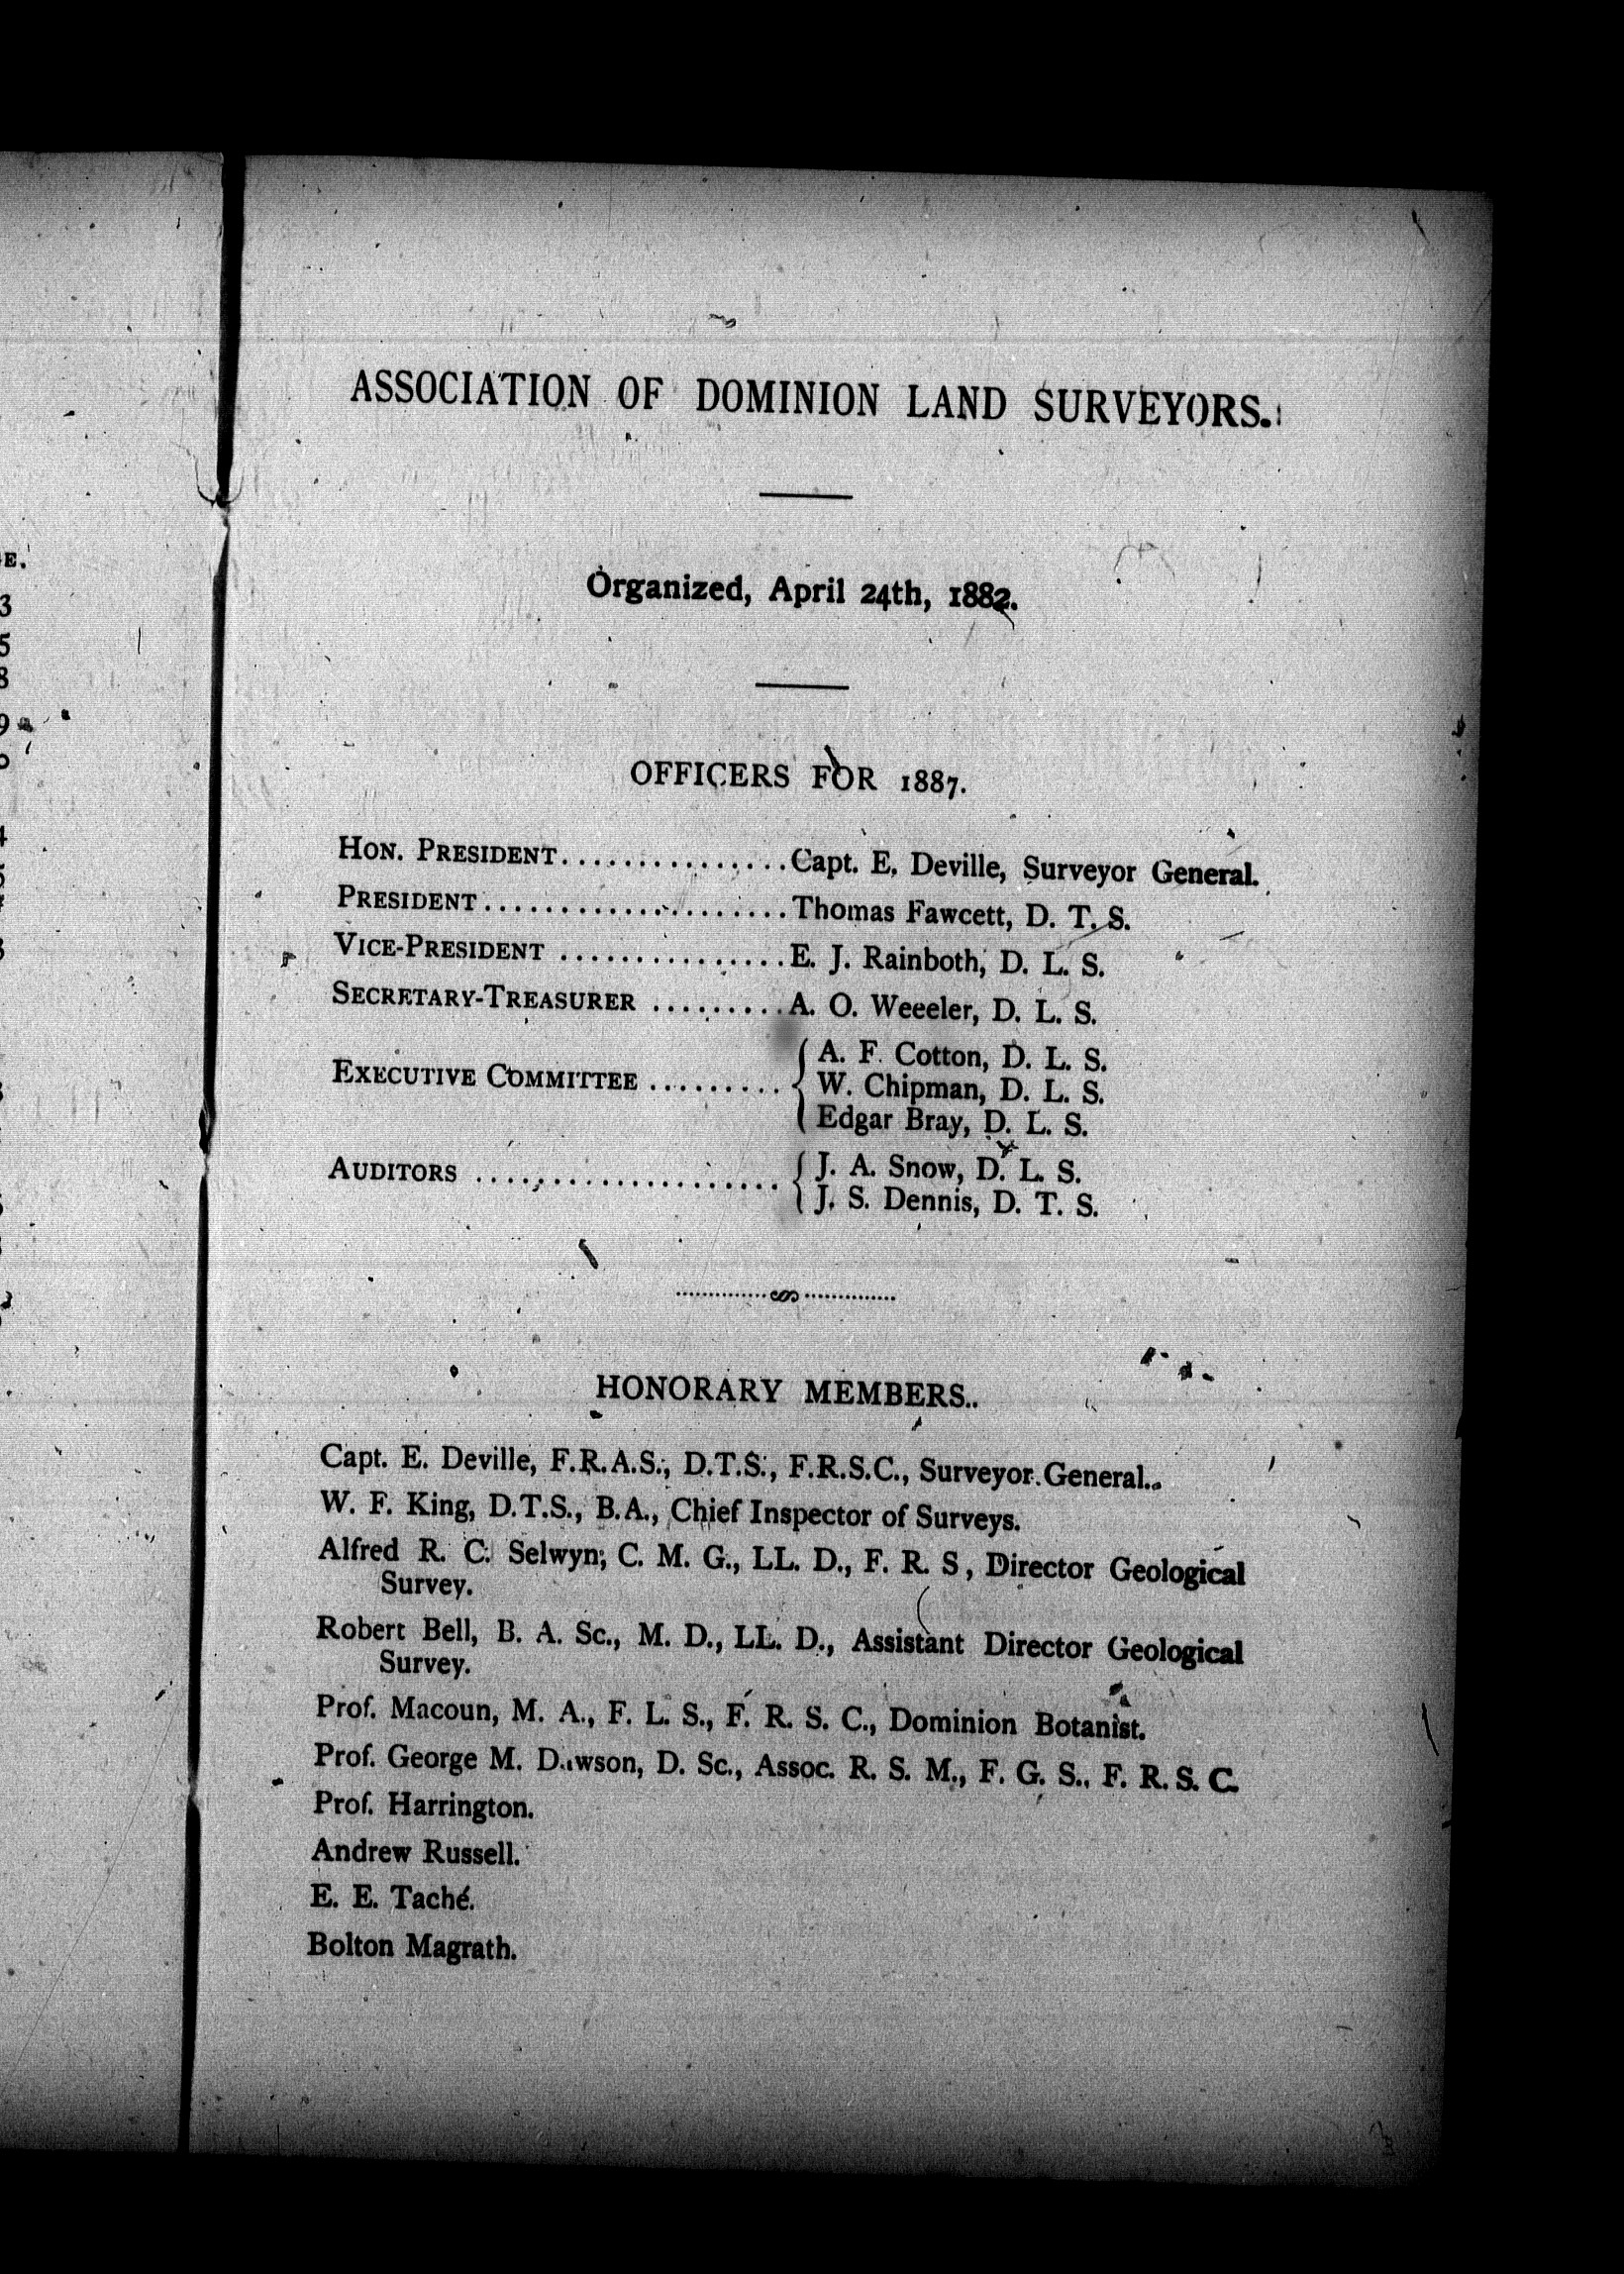 ASSOCIATION OF DOMINION LAND SURVEYORS.
Organized, April 24th, 1882.
OFFICERS FOR 1887.
HON. PRESIDENT...............Capt. E. Deville, Surveyor General.
PRESIDENT....................Thomas Fawcett, D. T. S.
VICE-PRESIDENT ...............E. J. Rainboth, D. L. S.
SECRETARY-TREASURER .........A. O. Weeeler, D. L. S.
EXECUTIVE COMMITTEE .........
A. F. Cotton, D. L. S.
W. Chipman, D. L. S.
Edgar Bray, D. L. S.
AUDITORS ....................
J. A. Snow, D. L. S.
J. S. Dennis, D. T. S.
HONORARY MEMBERS..
Capt. E. Deville, F.R.A.S., D.T.S., F.R.S.C., Surveyor General..
W. F. King, D.T.S., B.A., Chief Inspector of Surveys.
Alfred R. C. Selwyn, C. M. G., LL. D., F. R. S, Director Geological
Survey.
Robert Bell, B. A. Sc., M. D., LL. D., Assistant Director Geological
Survey.
Prof. Macoun, M. A., F. L. S., F. R. S. C., Dominion Botanist.
Prof. George M. Dawson, D. Sc., Assoc. R. S. M., F. G. S., F. R. S. C.
Prof. Harrington.
Andrew Russell.
E. E. Taché.
Bolton Magrath.